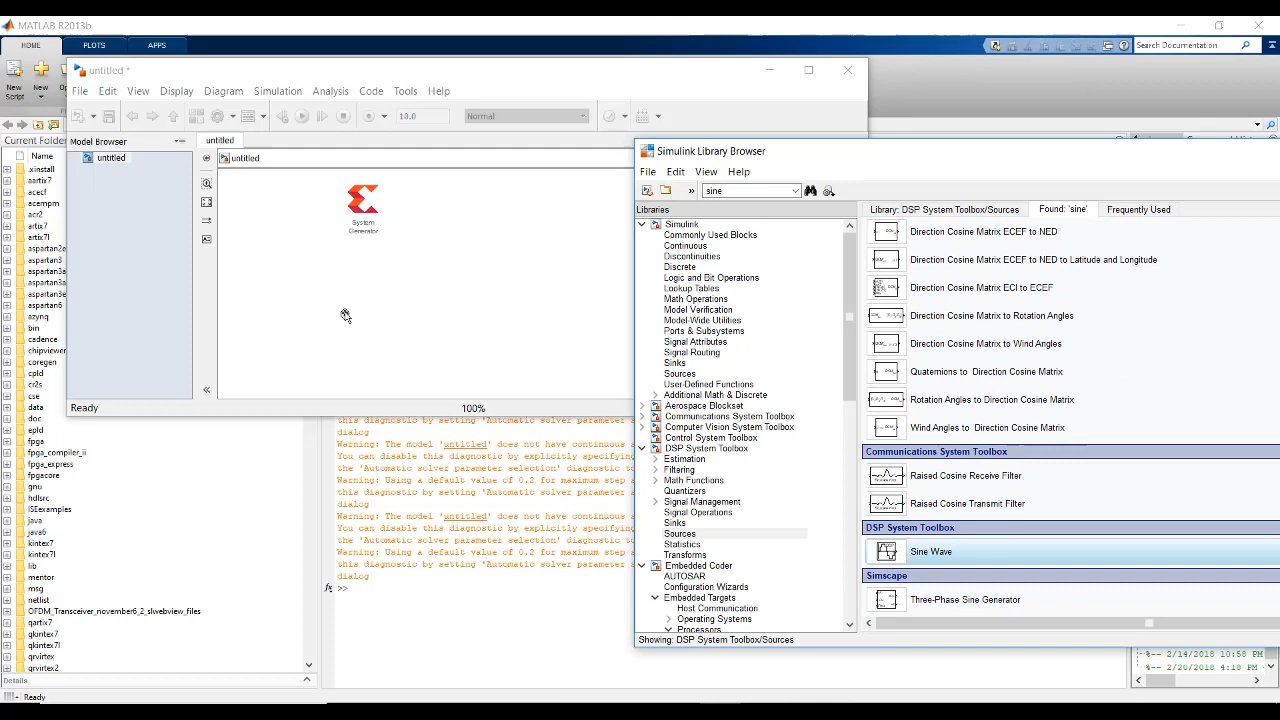 MATLAB R2013b
HOME
PLOTS
APPS
Search Documentation
New
Script
New
Current Folder
Name
.xinstall
aartix7
acecf
acempm
acr2
artix7
artix7l
aspartan2e
aspartan3
aspartan3a
aspartan3a
aspartan3e
aspartan6
azynq
bin
cadence
chipviewer
coregen
cpld
cr2s
cse
data
doc
epld
fpga
fpga_compiler_ii
fpga_express
fpgacore
gnu
hdlsrc
ISEexamples
java
java6
kintex7
kintex7l
lib
mentor
msg
netlist
OFDM_Transceiver_november6_2_slwebview_files
qartix7
qkintex7
qkintex7l
qrvirtex
qrvirtex2
Details
Ready
untitled *
File Edit View Display Diagram Simulation Analysis Code Tools Help
10.0
Normal
Model Browser
untitled
untitled
untitled
System
Generator
Ready
100%
this diagnostic by setting 'Automatic solver parameter s
dialog
Warning: The model 'untitled' does not have continuous s
You can disable this diagnostic by explicitly specifying
the 'Automatic solver parameter selection' diagnostic to
Warning: Using a default value of 0.2 for maximum step s
this diagnostic by setting 'Automatic solver parameter s
dialog
Warning: The model 'untitled' does not have continuous s
You can disable this diagnostic by explicitly specifying
the 'Automatic solver parameter selection' diagnostic to
Warning: Using a default value of 0.2 for maximum step s
this diagnostic by setting 'Automatic solver parameter s
dialog
fx >>
Simulink Library Browser
File Edit View Help
» sine
Libraries
Simulink
Commonly Used Blocks
Continuous
Discontinuities
Discrete
Logic and Bit Operations
Lookup Tables
Math Operations
Model Verification
Model-Wide Utilities
Ports & Subsystems
Signal Attributes
Signal Routing
Sinks
Sources
User-Defined Functions
Additional Math & Discrete
Aerospace Blockset
Communications System Toolbox
Computer Vision System Toolbox
Control System Toolbox
DSP System Toolbox
Estimation
Filtering
Math Functions
Quantizers
Signal Management
Signal Operations
Sinks
Sources
Statistics
Transforms
Embedded Coder
AUTOSAR
Configuration Wizards
Embedded Targets
Host Communication
Operating Systems
Processors
Showing: DSP System Toolbox/Sources
Library: DSP System Toolbox/Sources
Found: 'sine'
Frequently Used
Direction Cosine Matrix ECEF to NED
Direction Cosine Matrix ECEF to NED to Latitude and Longitude
Direction Cosine Matrix ECI to ECEF
Direction Cosine Matrix to Rotation Angles
Direction Cosine Matrix to Wind Angles
Quaternions to Direction Cosine Matrix
Rotation Angles to Direction Cosine Matrix
Wind Angles to Direction Cosine Matrix
Communications System Toolbox
Raised Cosine Receive Filter
Raised Cosine Transmit Filter
DSP System Toolbox
Sine Wave
Simscape
Three-Phase Sine Generator
%-- 2/14/2018 10:58 PM
%-- 2/20/2018 4:18 PM